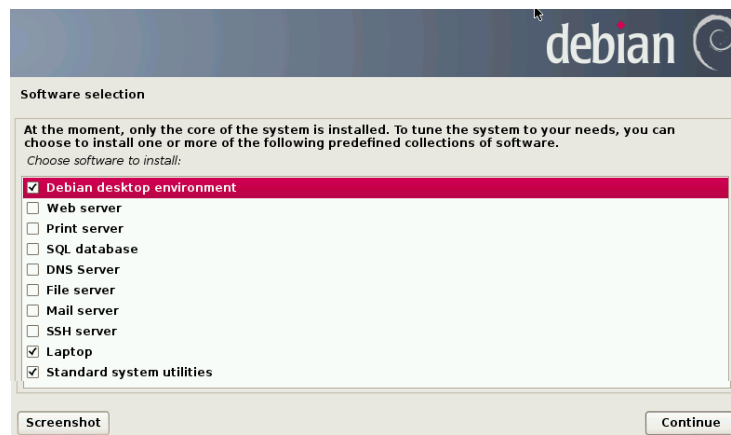 debian
Software selection
At the moment, only the core of the system is installed. To tune the system to your needs, you can
choose to install one or more of the following predefined collections of software.
Choose software to install:
Debian desktop environment
Web server
Print server
SQL database
DNS Server
File server
Mail server
SSH server
Laptop
Standard system utilities
Screenshot
Continue